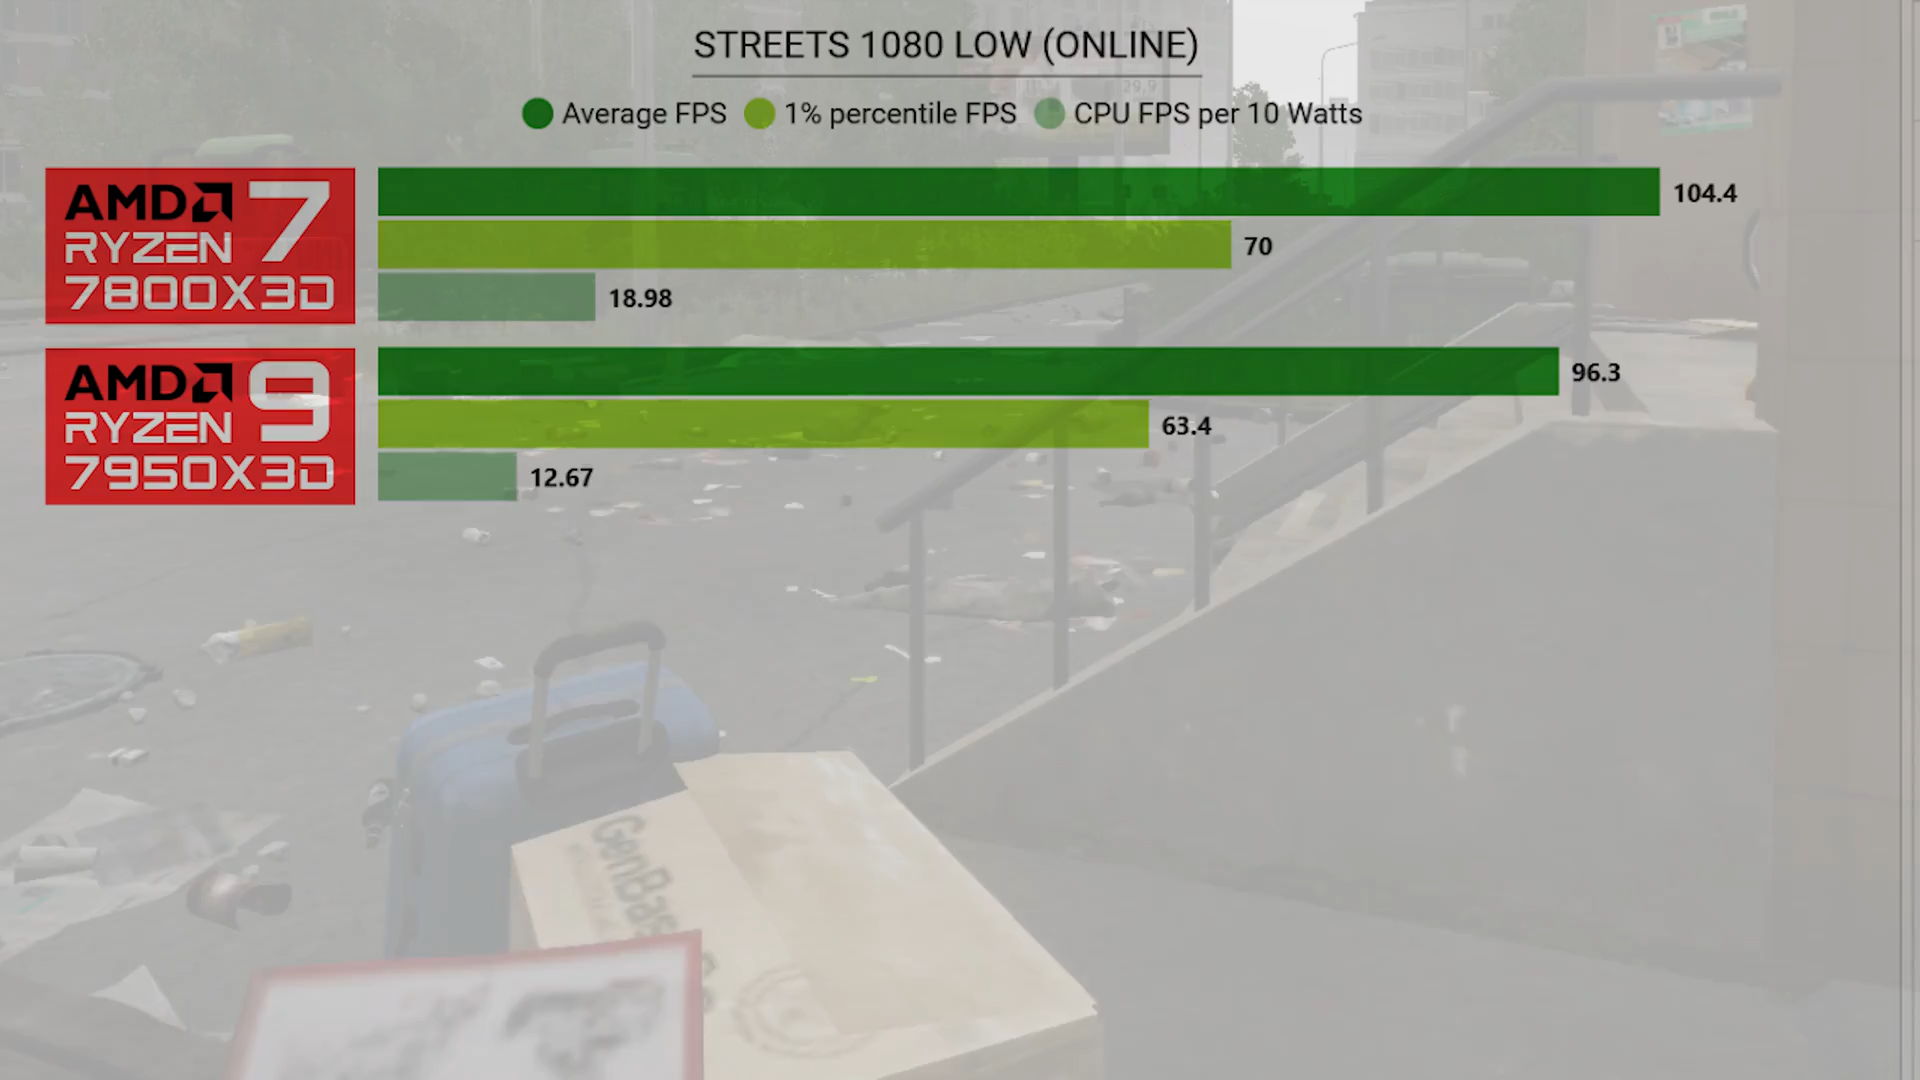 STREETS 1080 LOW (ONLINE)
Average FPS 1% percentile FPS CPU FPS per 10 Watts
AMD
RYZEN 7
7800X3D
104.4
70
18.98
AMD
RYZEN 9
7950X3D
96.3
63.4
12.67